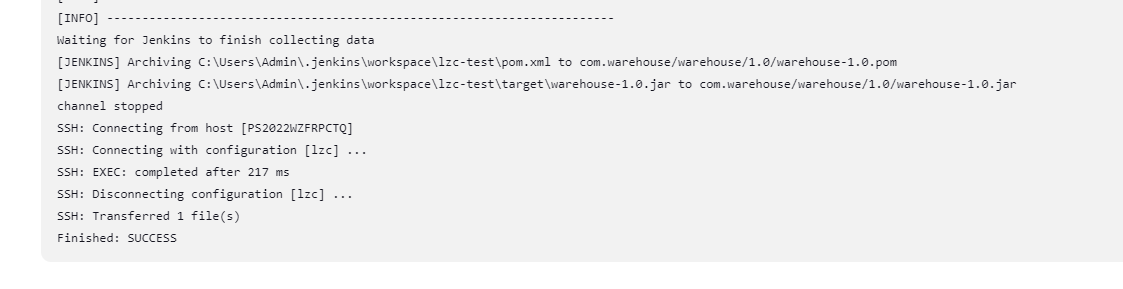 [INFO] ------------------------------------------------------------------------
Waiting for Jenkins to finish collecting data
[JENKINS] Archiving C:\Users\Admin\.jenkins\workspace\lzc-test\pom.xml to com.warehouse/warehouse/1.0/warehouse-1.0.pom
[JENKINS] Archiving C:\Users\Admin\.jenkins\workspace\lzc-test\target\warehouse-1.0.jar to com.warehouse/warehouse/1.0/warehouse-1.0.jar
channel stopped
SSH: Connecting from host [PS2022WZFRPCTQ]
SSH: Connecting with configuration [lzc] ...
SSH: EXEC: completed after 217 ms
SSH: Disconnecting configuration [lzc] ...
SSH: Transferred 1 file(s)
Finished: SUCCESS